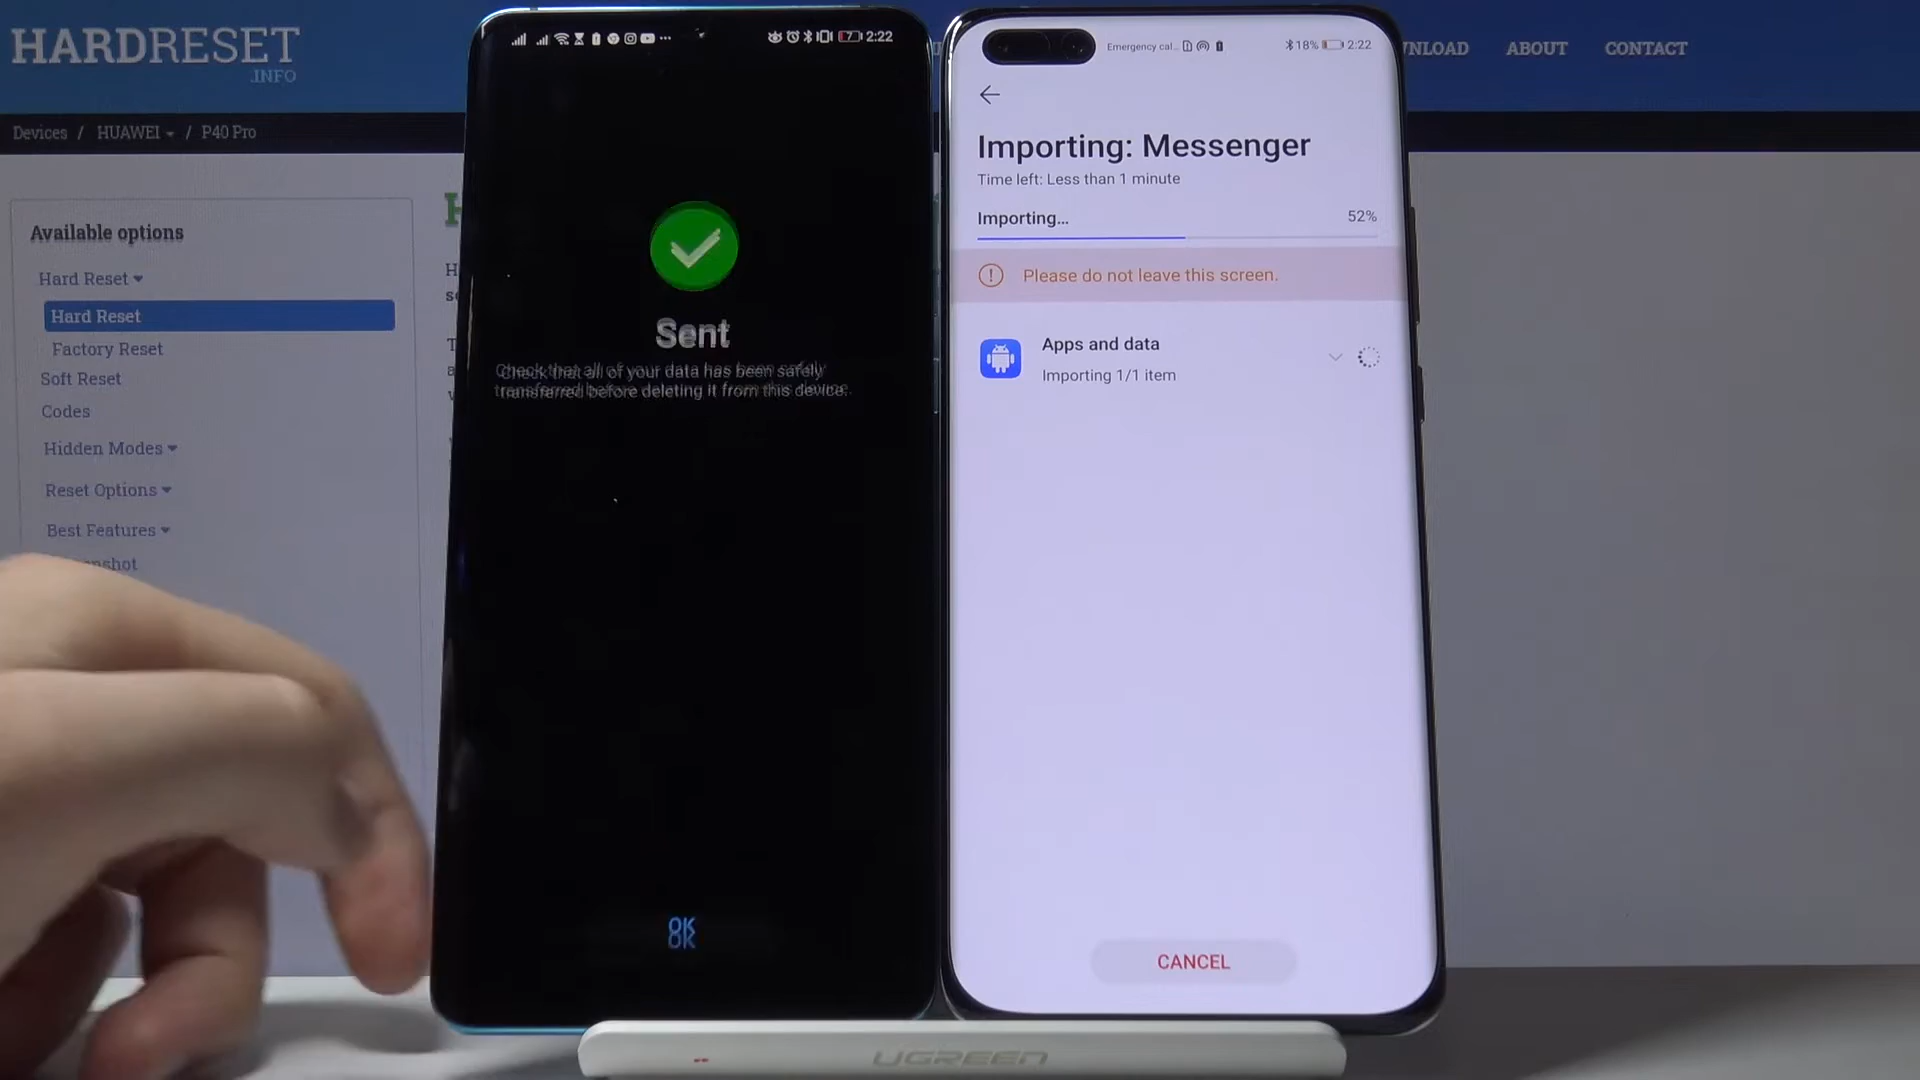 HARDRESET
.INFO
NLOAD
ABOUT
CONTACT
Devices / HUAWEI / P40 Pro
Available options
Hard Reset
Hard Reset
Factory Reset
Soft Reset
Codes
Hidden Modes
Reset Options
Best Features
2:22
7
Sent
Check that all of your data has been safely
transferred before deleting it from this device.
OK
Emergency cal...
18%
2:22
Importing: Messenger
Time left: Less than 1 minute
Importing...
52%
Please do not leave this screen.
Apps and data
Importing 1/1 item
CANCEL
UGREEN